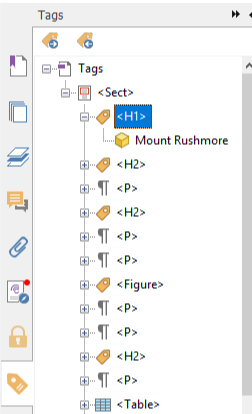 Tags
Tags
<Sect>
<H1>
Mount Rushmore
<H2>
<P>
<H2>
<P>
<Figure>
<P>
<P>
<H2>
<P>
<Table>